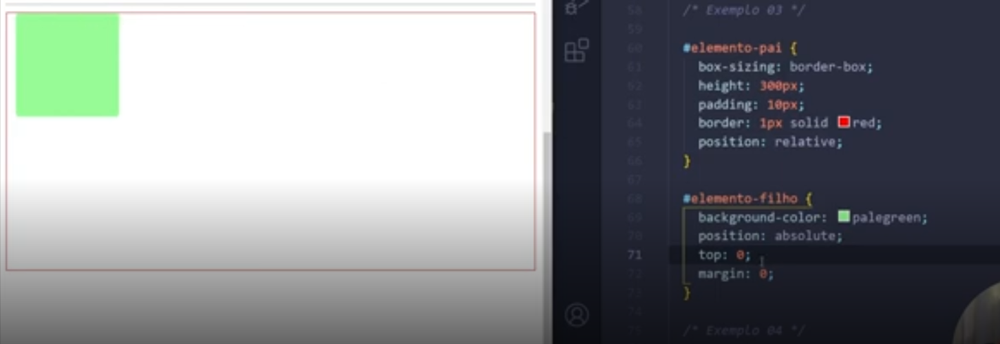 58 /* Exemplo 03 */
59
60 #elemento-pai {
61 box-sizing: border-box;
62 height: 300px;
63 padding: 10px;
64 border: 1px solid red;
65 position: relative;
66 }
67
68 #elemento-filho {
69 background-color: palegreen;
70 position: absolute;
71 top: 0;
72 margin: 0;
73 }
74
75 /* Exemplo 04 */